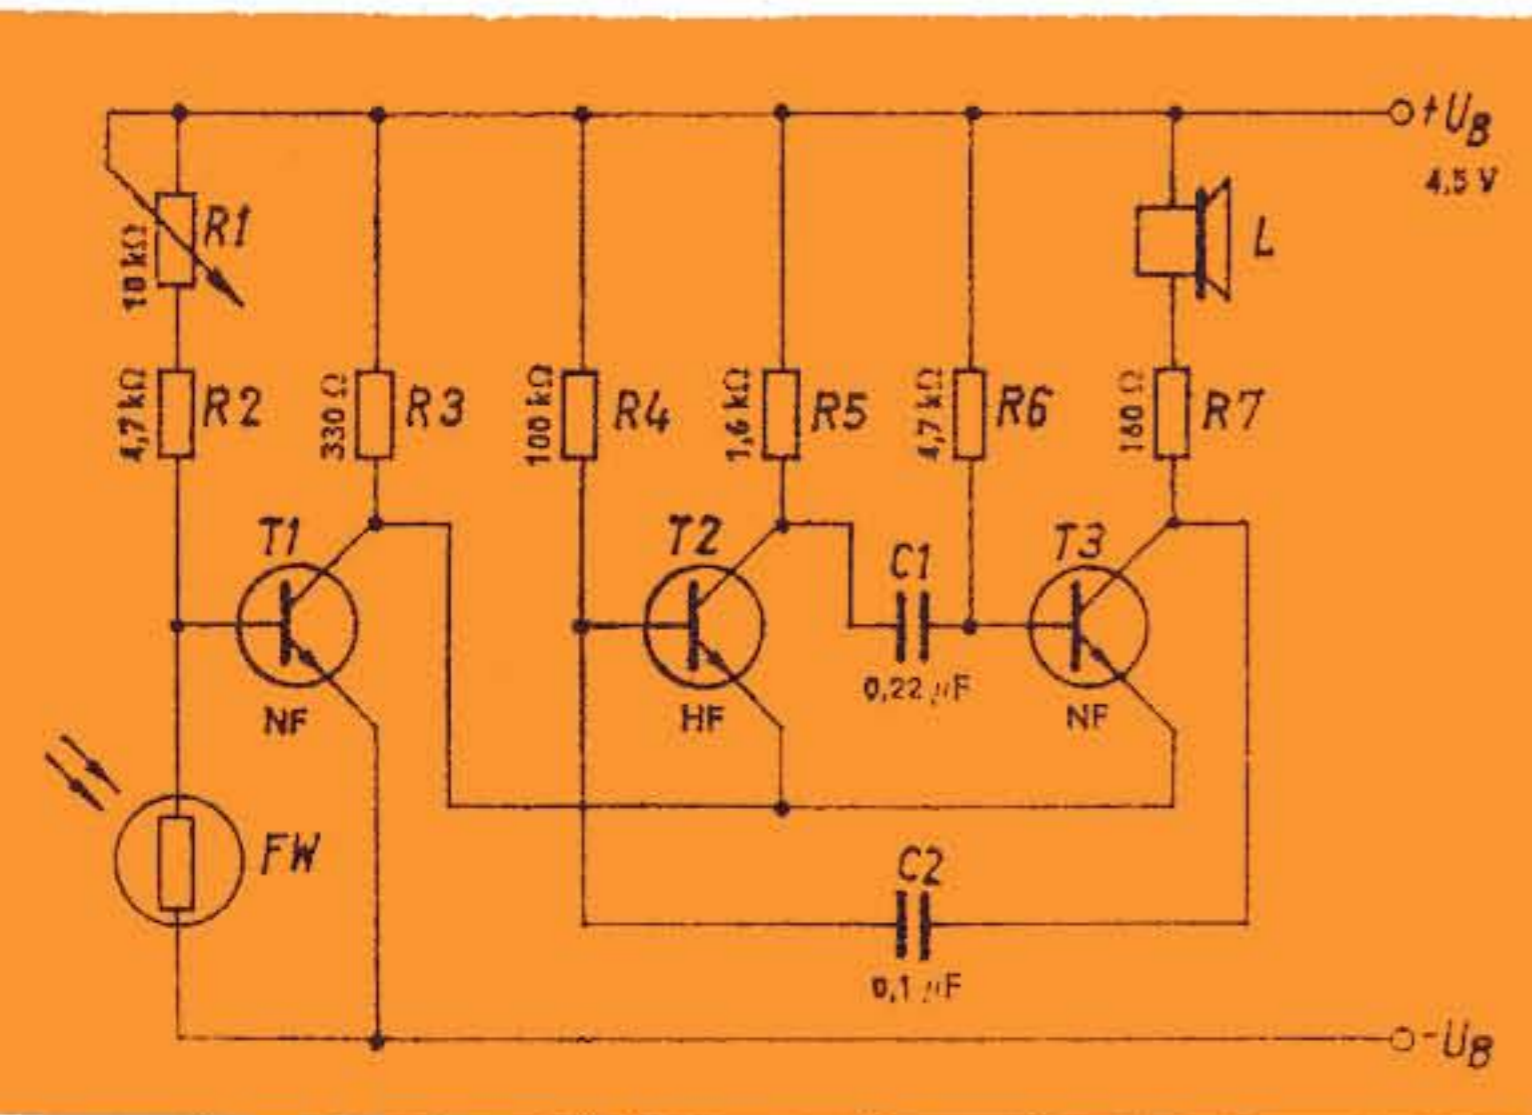 +UB
4,5 V
R1
10 kΩ
L
R2
4,7 kΩ
R3
330 Ω
R4
100 kΩ
R5
1,6 kΩ
R6
4,7 kΩ
R7
160 Ω
T1
T2
C1
T3
0,22 µF
NF
HF
NF
FW
C2
0,1 µF
-UB